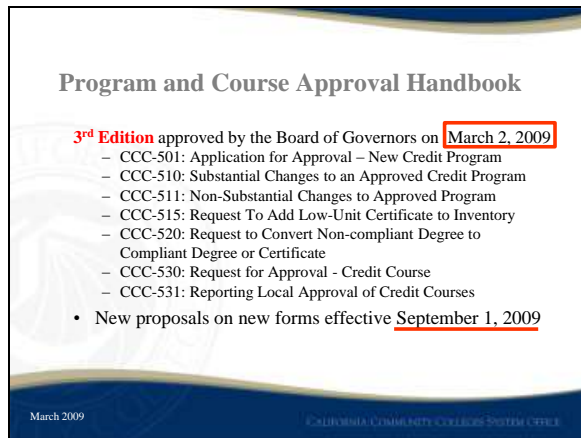 Program and Course Approval Handbook
3rd Edition approved by the Board of Governors on March 2, 2009
– CCC-501: Application for Approval – New Credit Program
– CCC-510: Substantial Changes to an Approved Credit Program
– CCC-511: Non-Substantial Changes to Approved Program
– CCC-515: Request To Add Low-Unit Certificate to Inventory
– CCC-520: Request to Convert Non-compliant Degree to
Compliant Degree or Certificate
– CCC-530: Request for Approval - Credit Course
– CCC-531: Reporting Local Approval of Credit Courses
• New proposals on new forms effective September 1, 2009
March 2009
CALIFORNIA COMMUNITY COLLEGES SYSTEM OFFICE